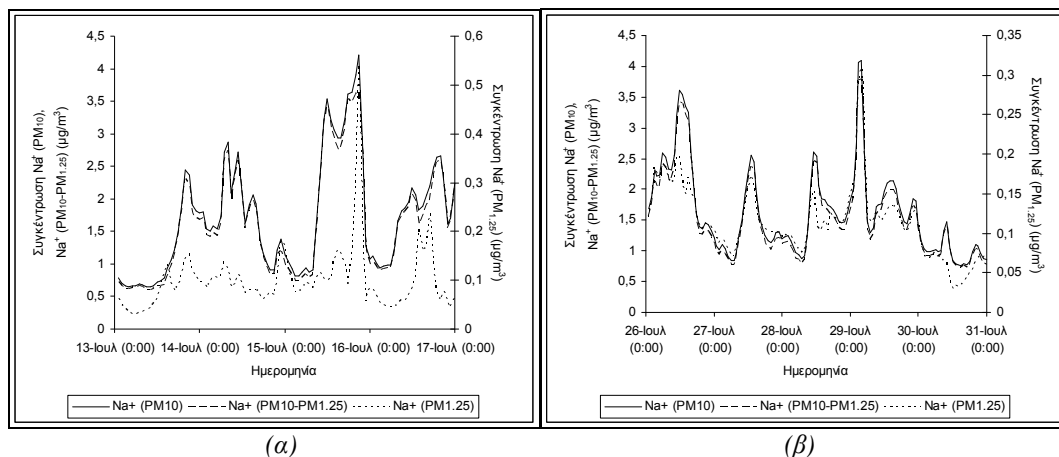 Συγκέντρωση Na⁺ (PM₁₀),
Na⁺ (PM₁₀-PM₁.₂₅) (μg/m³)
4,5
4
3,5
3
2,5
2
1,5
1
0,5
0
0,6
0,5
0,4
0,3
0,2
0,1
0
Συγκέντρωση Na⁺
(PM₁,₂₅) (μg/m³)
13-Ιουλ (0:00) 14-Ιουλ (0:00) 15-Ιουλ (0:00) 16-Ιουλ (0:00) 17-Ιουλ (0:00)
Ημερομηνία
Na+ (PM10) Na+ (PM10-PM1.25) Na+ (PM1.25)
(α)
Συγκέντρωση Na⁺ (PM₁₀),
Na⁺ (PM₁₀-PM₁.₂₅) (μg/m³)
4,5
4
3,5
3
2,5
2
1,5
1
0,5
0
0,35
0,3
0,25
0,2
0,15
0,1
0,05
0
Συγκέντρωση Na⁺
(PM₁,₂₅) (μg/m³)
26-Ιουλ 27-Ιουλ 28-Ιουλ 29-Ιουλ 30-Ιουλ 31-Ιουλ
(0:00) (0:00) (0:00) (0:00) (0:00) (0:00)
Ημερομηνία
Na+ (PM10) Na+ (PM10-PM1.25) Na+ (PM1.25)
(β)